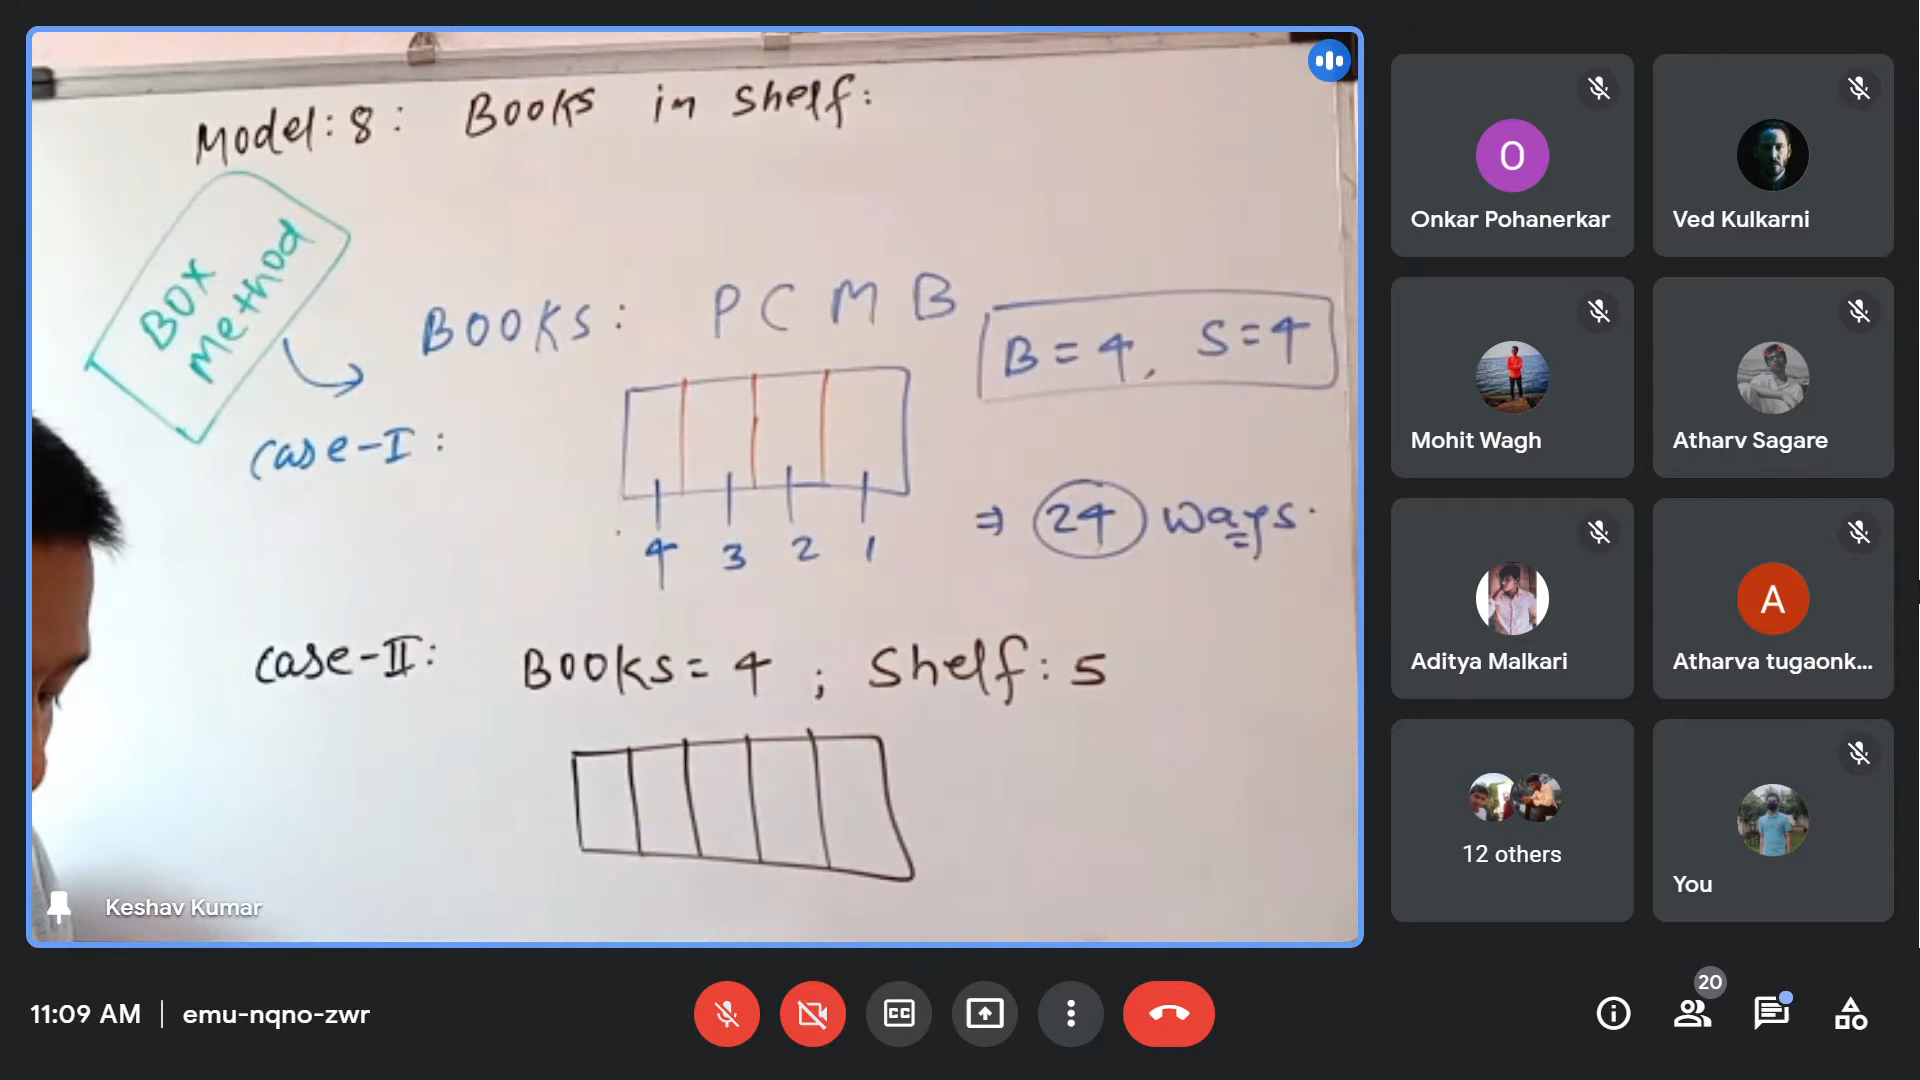 Model: 8: Books in shelf:
BOX
Method
BOOKS: P C M B
B = 4, S = 4
Case-I:
4 3 2 1
⇒ 24 ways.
Case-II: Books = 4 ; Shelf: 5
Keshav Kumar
O
Onkar Pohanerkar
Ved Kulkarni
Mohit Wagh
Atharv Sagare
Aditya Malkari
A
Atharva tugaonk...
12 others
You
11:09 AM | emu-nqno-zwr
CC
20